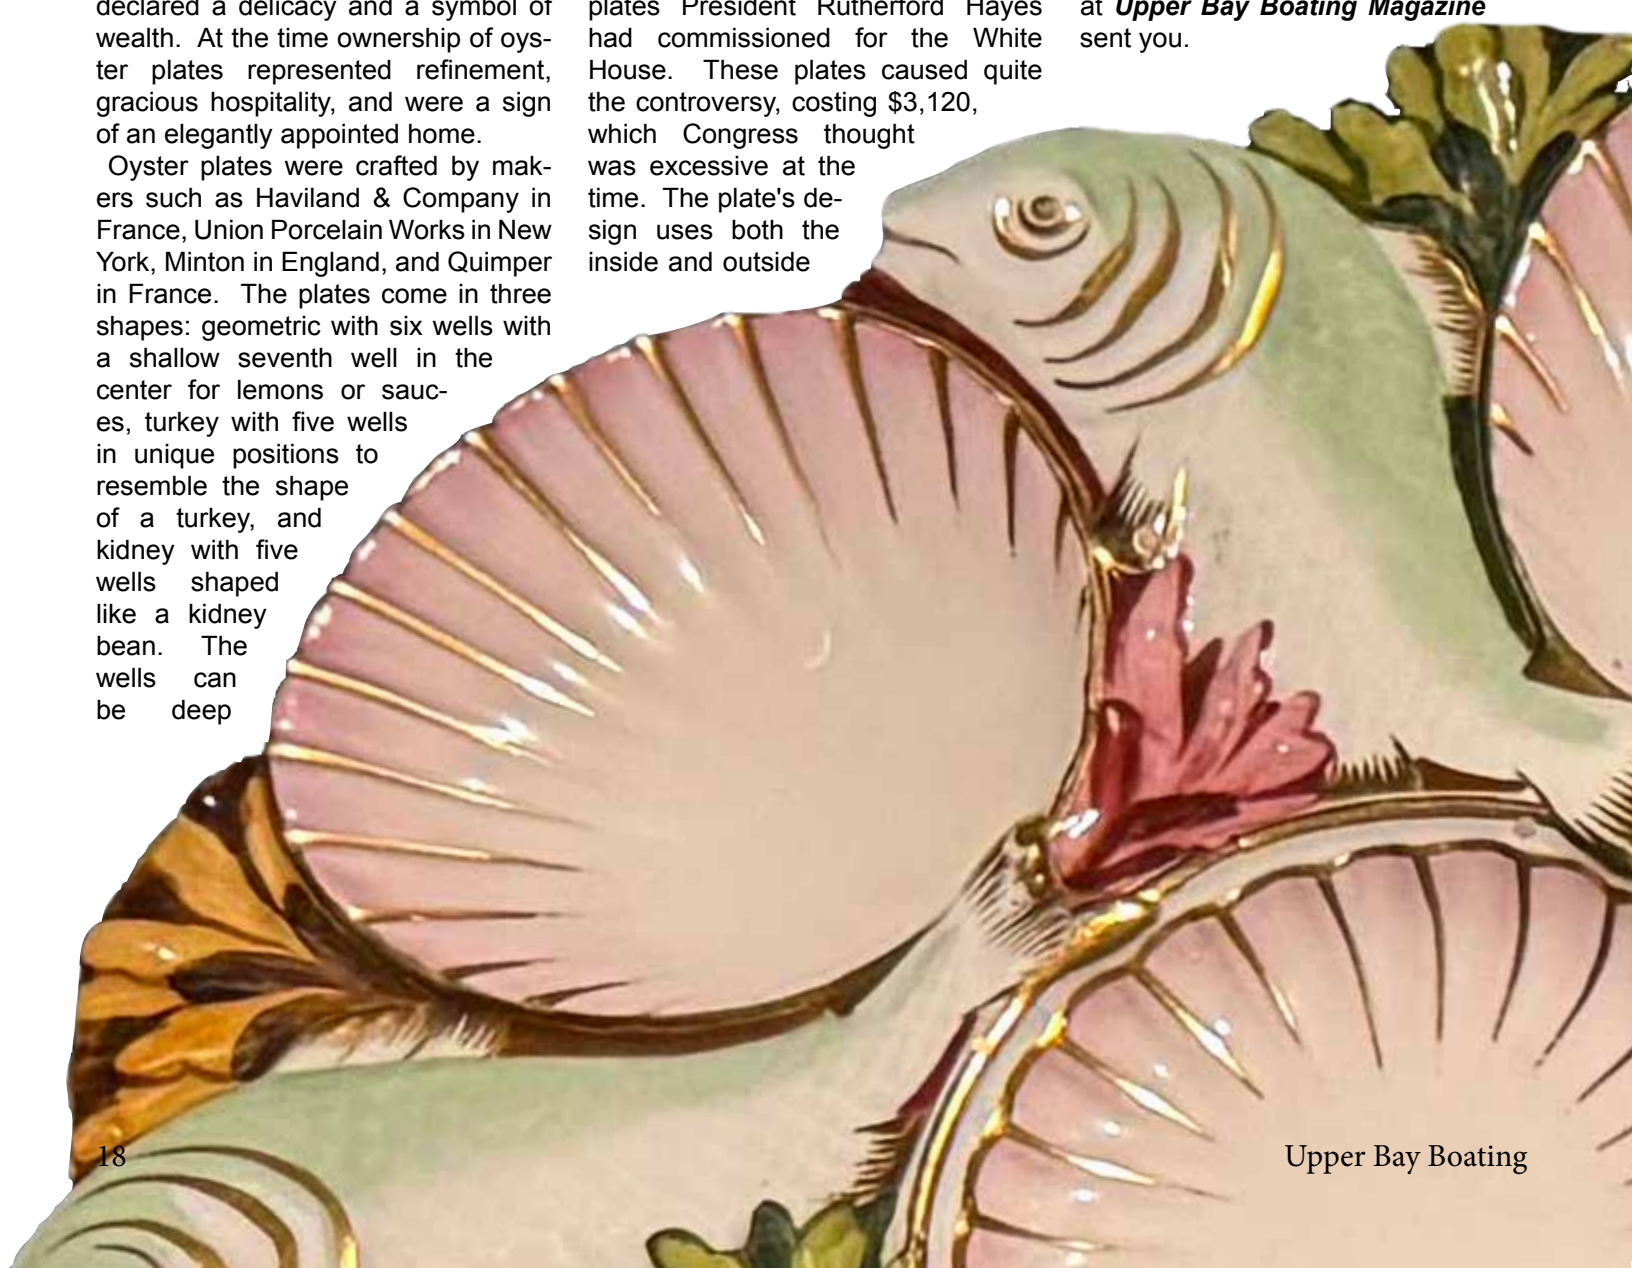 declared a delicacy and a symbol of
wealth. At the time ownership of oys-
ter plates represented refinement,
gracious hospitality, and were a sign
of an elegantly appointed home.
Oyster plates were crafted by mak-
ers such as Haviland & Company in
France, Union Porcelain Works in New
York, Minton in England, and Quimper
in France. The plates come in three
shapes: geometric with six wells with
a shallow seventh well in the
center for lemons or sauc-
es, turkey with five wells
in unique positions to
resemble the shape
of a turkey, and
kidney with five
wells shaped
like a kidney
bean. The
wells can
be deep
plates President Rutherford Hayes
had commissioned for the White
House. These plates caused quite
the controversy, costing $3,120,
which Congress thought
was excessive at the
time. The plate's de-
sign uses both the
inside and outside
at Upper Bay Boating Magazine
sent you.
18
Upper Bay Boating